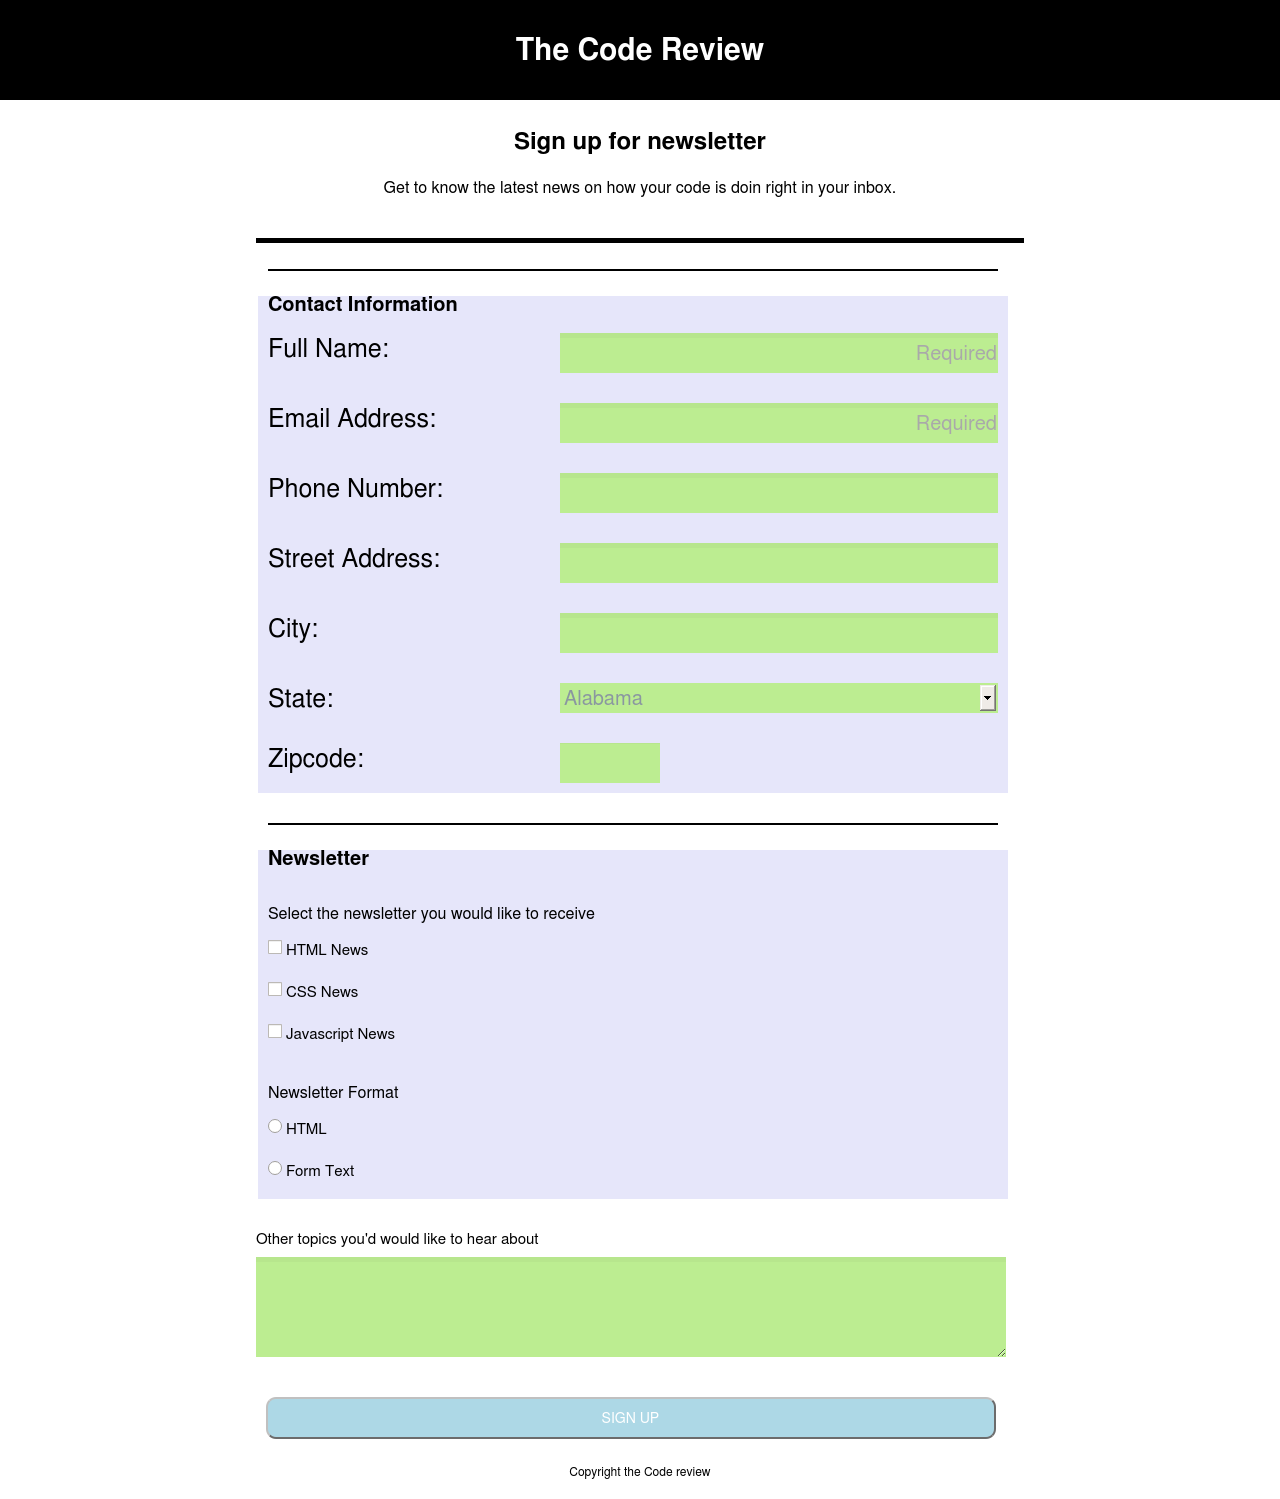 The Code Review
Sign up for newsletter
Get to know the latest news on how your code is doin right in your inbox.
Contact Information
Full Name:
Required
Email Address:
Required
Phone Number:
Street Address:
City:
State:
Alabama
Zipcode:
Newsletter
Select the newsletter you would like to receive
HTML News
CSS News
Javascript News
Newsletter Format
HTML
Form Text
Other topics you'd would like to hear about
SIGN UP
Copyright the Code review